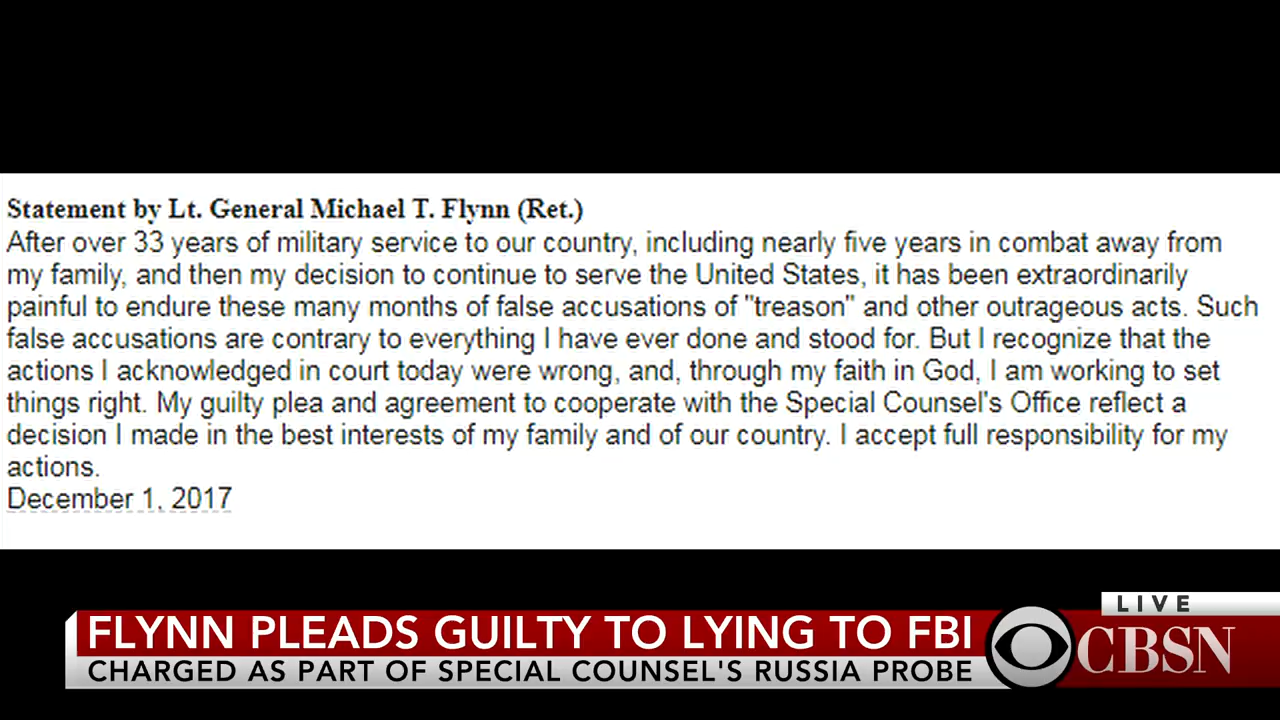 Statement by Lt. General Michael T. Flynn (Ret.)
After over 33 years of military service to our country, including nearly five years in combat away from
my family, and then my decision to continue to serve the United States, it has been extraordinarily
painful to endure these many months of false accusations of "treason" and other outrageous acts. Such
false accusations are contrary to everything I have ever done and stood for. But I recognize that the
actions I acknowledged in court today were wrong, and, through my faith in God, I am working to set
things right. My guilty plea and agreement to cooperate with the Special Counsel's Office reflect a
decision I made in the best interests of my family and of our country. I accept full responsibility for my
actions.
December 1, 2017
LIVE
FLYNN PLEADS GUILTY TO LYING TO FBI
CHARGED AS PART OF SPECIAL COUNSEL'S RUSSIA PROBE
CBSN